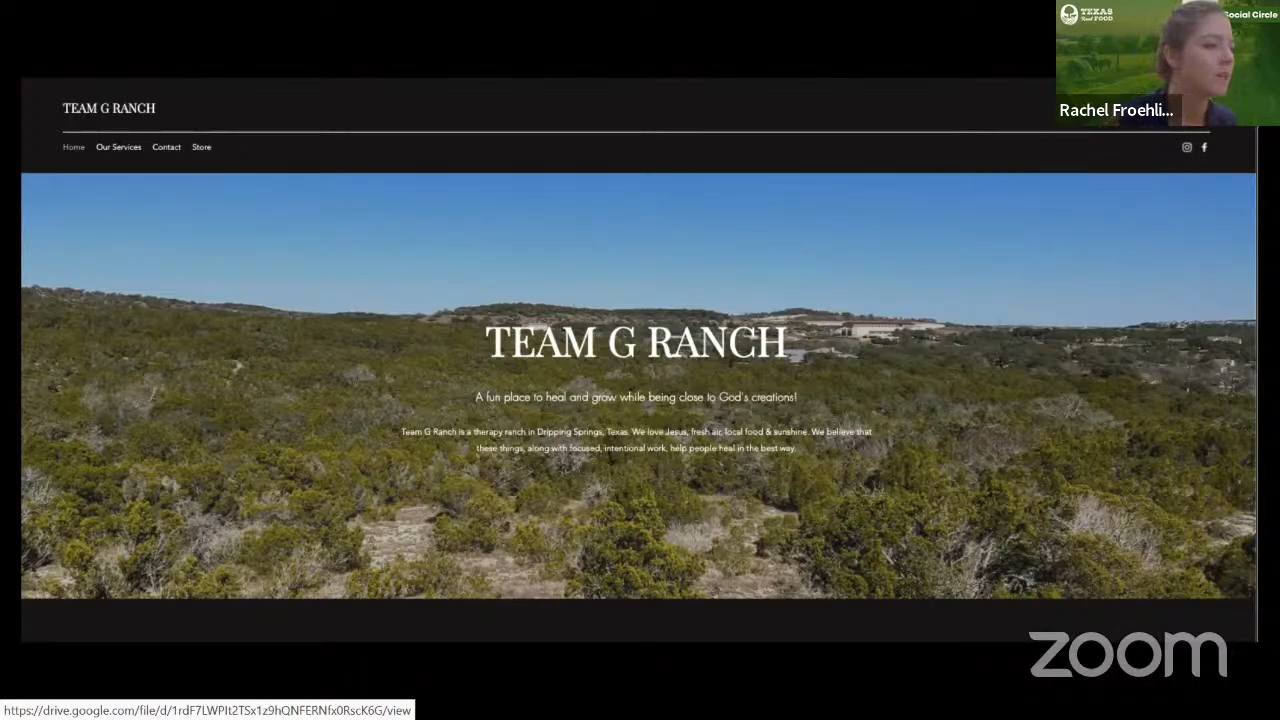 TEXAS
Real FOOD
Social Circle
Rachel Froehli...
TEAM G RANCH
Home Our Services Contact Store
TEAM G RANCH
A fun place to heal and grow while being close to God's creations!
Team G Ranch is a therapy ranch in Dripping Springs, Texas. We love Jesus, fresh air, local food & sunshine. We believe that
these things, along with focused, intentional work, help people heal in the best way.
zoom
https://drive.google.com/file/d/1rdF7LWPIt2TSx1z9hQNFERNfx0RscK6G/view